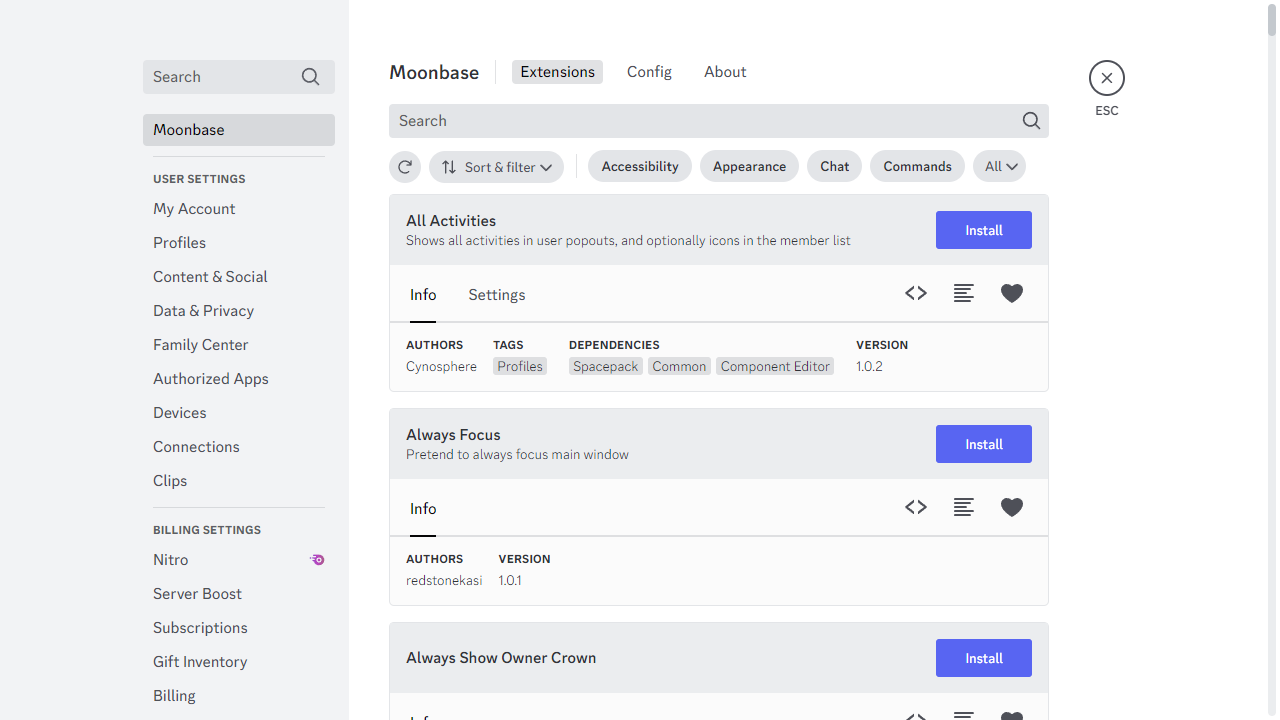 Search
Moonbase
USER SETTINGS
My Account
Profiles
Content & Social
Data & Privacy
Family Center
Authorized Apps
Devices
Connections
Clips
BILLING SETTINGS
Nitro
Server Boost
Subscriptions
Gift Inventory
Billing
Moonbase Extensions Config About
ESC
Search
Sort & filter Accessibility Appearance Chat Commands All
All Activities
Shows all activities in user popouts, and optionally icons in the member list
Install
Info Settings
AUTHORS TAGS DEPENDENCIES VERSION
Cynosphere Profiles Spacepack Common Component Editor 1.0.2
Always Focus
Pretend to always focus main window
Install
Info
AUTHORS VERSION
redstonekasi 1.0.1
Always Show Owner Crown
Install
Info